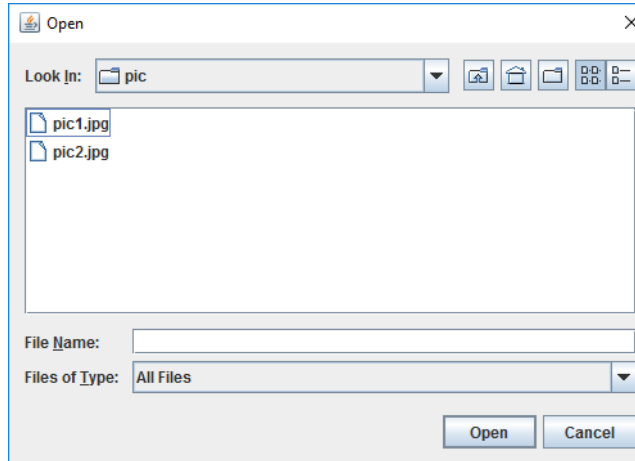 Open
Look In: pic
pic1.jpg
pic2.jpg
File Name:
Files of Type: All Files
Open Cancel